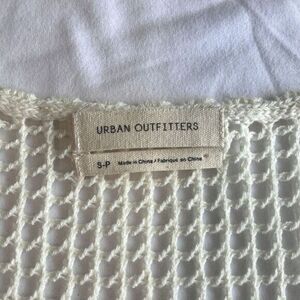 URBAN OUTFITTERS
S-P Made in China / Fabriqué en Chine